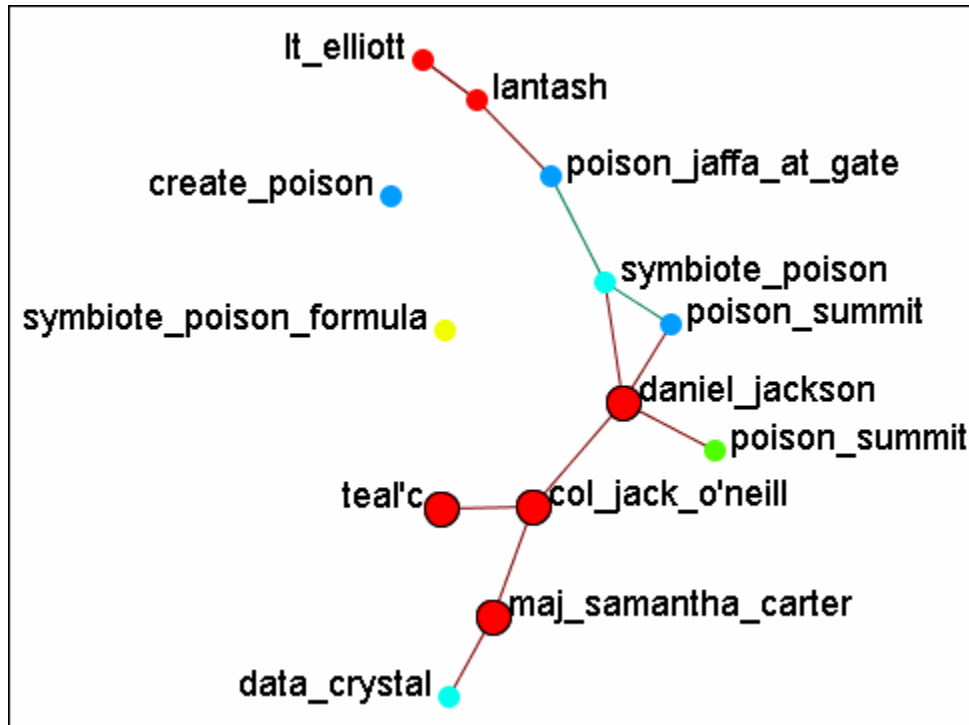 lt_elliott
lantash
poison_jaffa_at_gate
create_poison
symbiote_poison
symbiote_poison_formula
poison_summit
daniel_jackson
poison_summit
teal'c
col_jack_o'neill
maj_samantha_carter
data_crystal